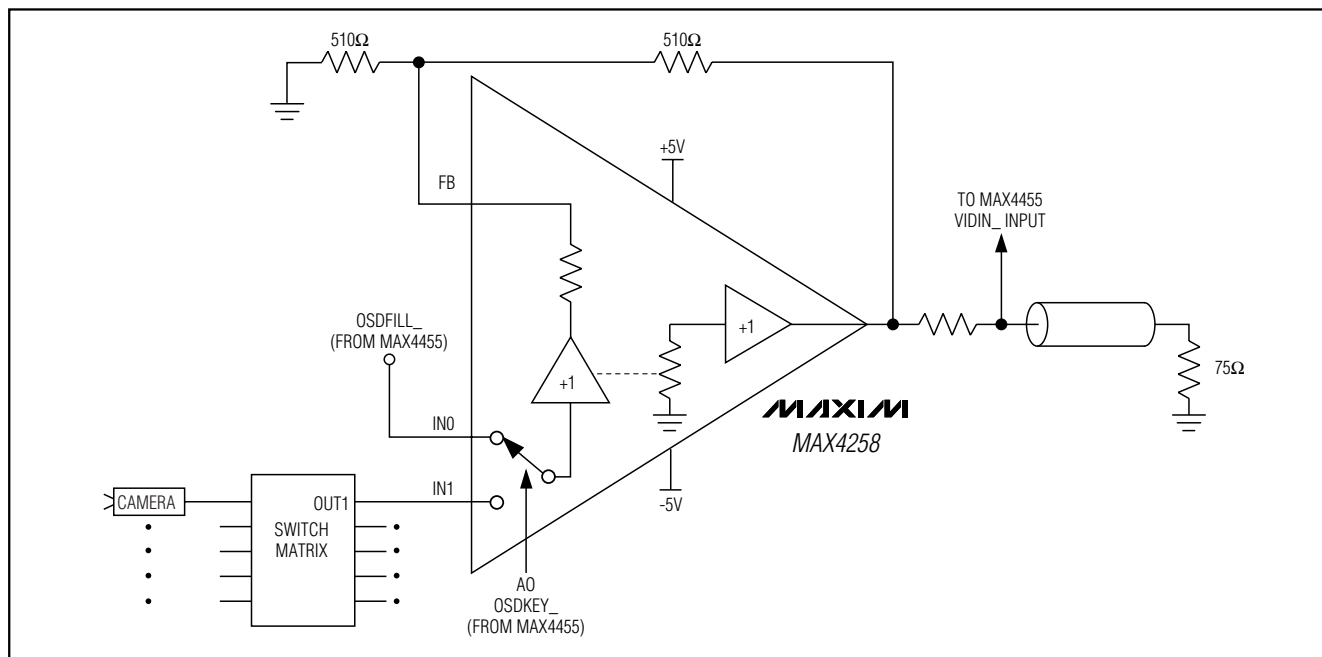 510Ω
510Ω
+5V
FB
TO MAX4455
VIDIN_ INPUT
OSDFILL_
(FROM MAX4455)
+1
+1
75Ω
MAXIM
MAX4258
IN0
-5V
CAMERA
OUT1
IN1
SWITCH
MATRIX
AO
OSDKEY_
(FROM MAX4455)